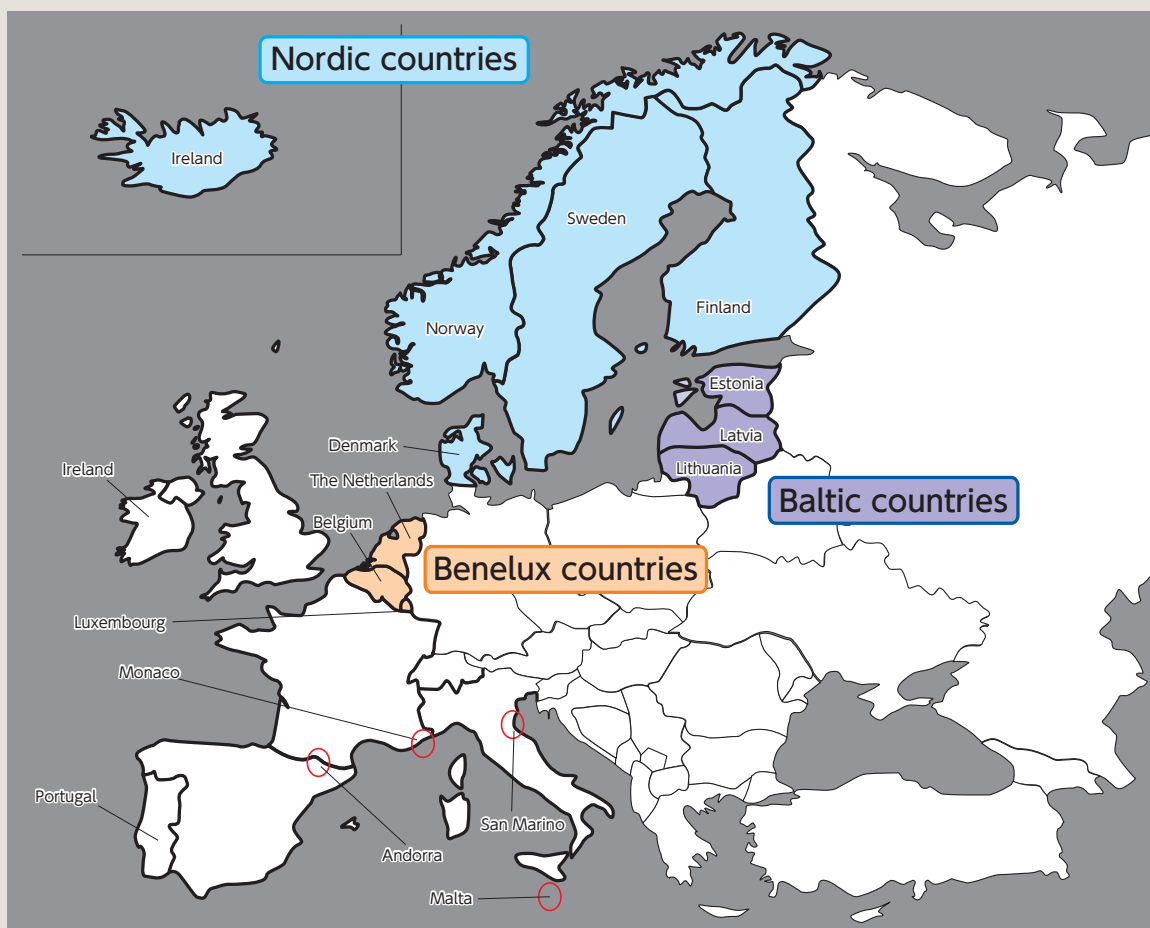 Nordic countries
Ireland
Sweden
Finland
Norway
Estonia
Denmark
Latvia
Ireland
Lithuania
The Netherlands
Baltic countries
Belgium
Benelux countries
Luxembourg
Monaco
Portugal
San Marino
Andorra
Malta